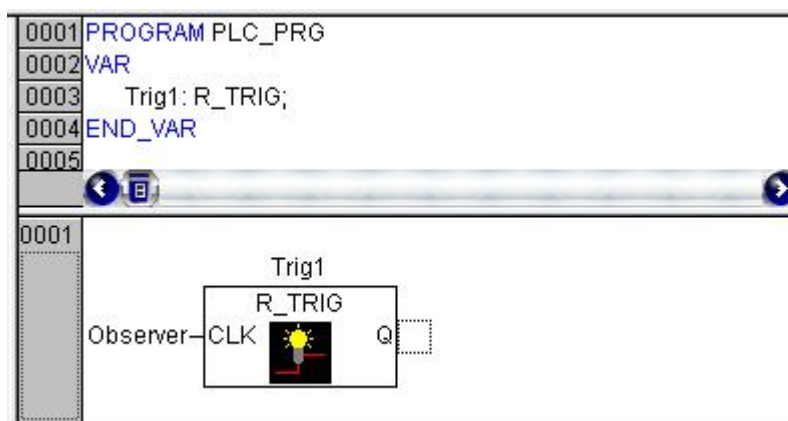 0001 PROGRAM PLC_PRG
0002 VAR
0003 Trig1: R_TRIG;
0004 END_VAR
0005
0001
Trig1
R_TRIG
Observer CLK Q